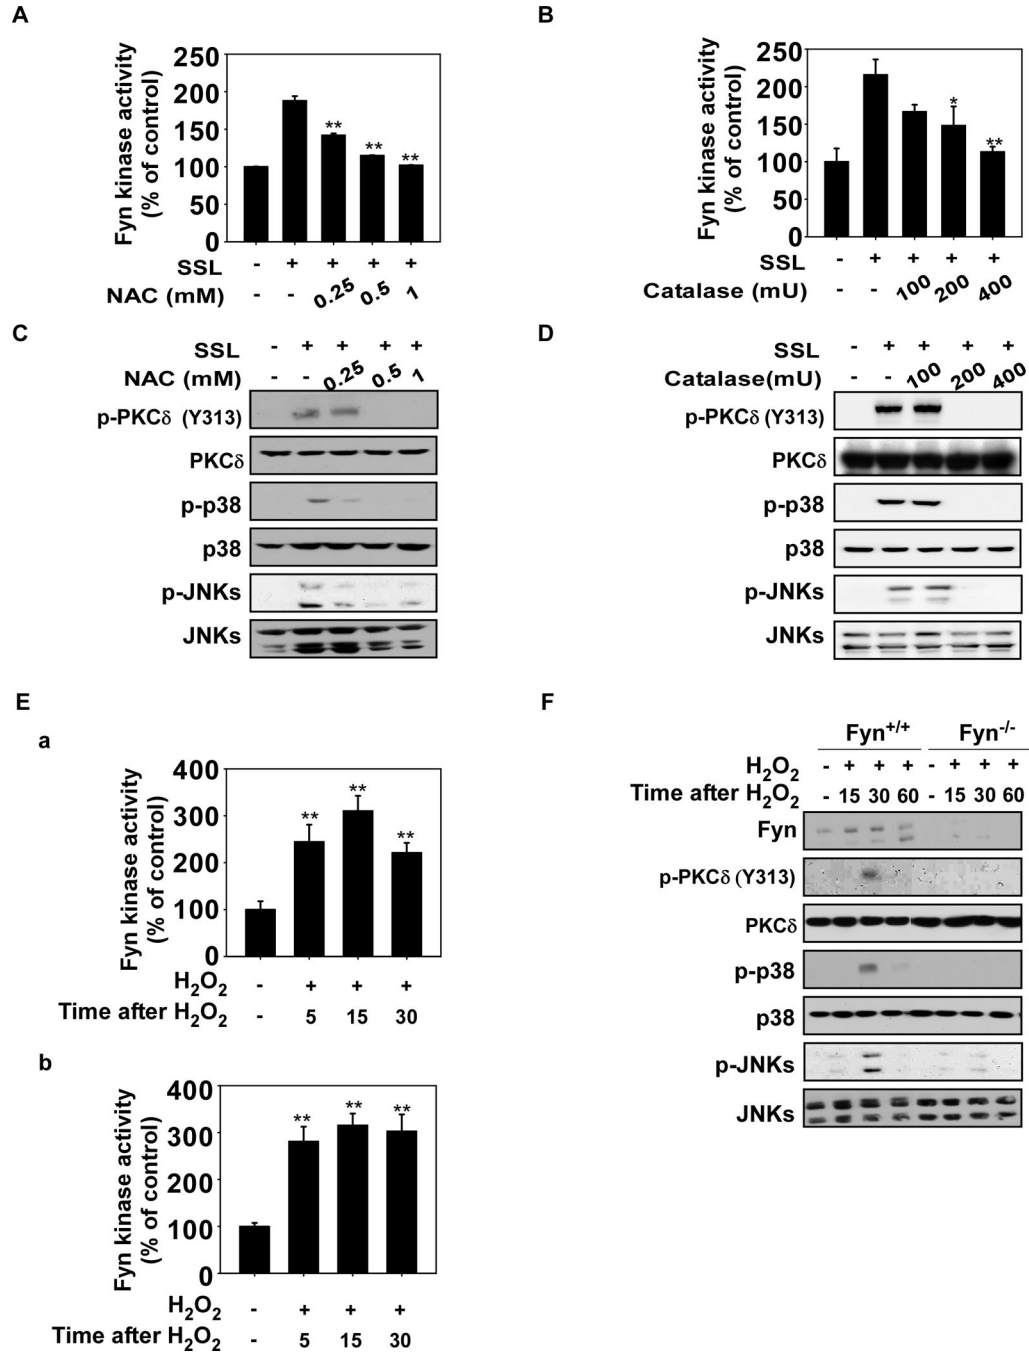 A
Fyn kinase activity
(% of control)
250
200
150
100
50
0
** ** **
SSL - + + + +
NAC (mM) - - 0.25 0.5 1
B
Fyn kinase activity
(% of control)
250
200
150
100
50
0
* **
SSL - + + + +
Catalase (mU) - - 100 200 400
C
SSL - + + + +
NAC (mM) - - 0.25 0.5 1
p-PKCδ (Y313)
PKCδ
p-p38
p38
p-JNKs
JNKs
D
SSL - + + + +
Catalase(mU) - - 100 200 400
p-PKCδ (Y313)
PKCδ
p-p38
p38
p-JNKs
JNKs
E
a
Fyn kinase activity
(% of control)
400
300
200
100
0
** ** **
H₂O₂ - + + +
Time after H₂O₂ - 5 15 30
b
Fyn kinase activity
(% of control)
400
300
200
100
0
** ** **
H₂O₂ - + + +
Time after H₂O₂ - 5 15 30
F
Fyn⁺/⁺ Fyn⁻/⁻
H₂O₂ - + + + - + + +
Time after H₂O₂ - 15 30 60 - 15 30 60
Fyn
p-PKCδ (Y313)
PKCδ
p-p38
p38
p-JNKs
JNKs